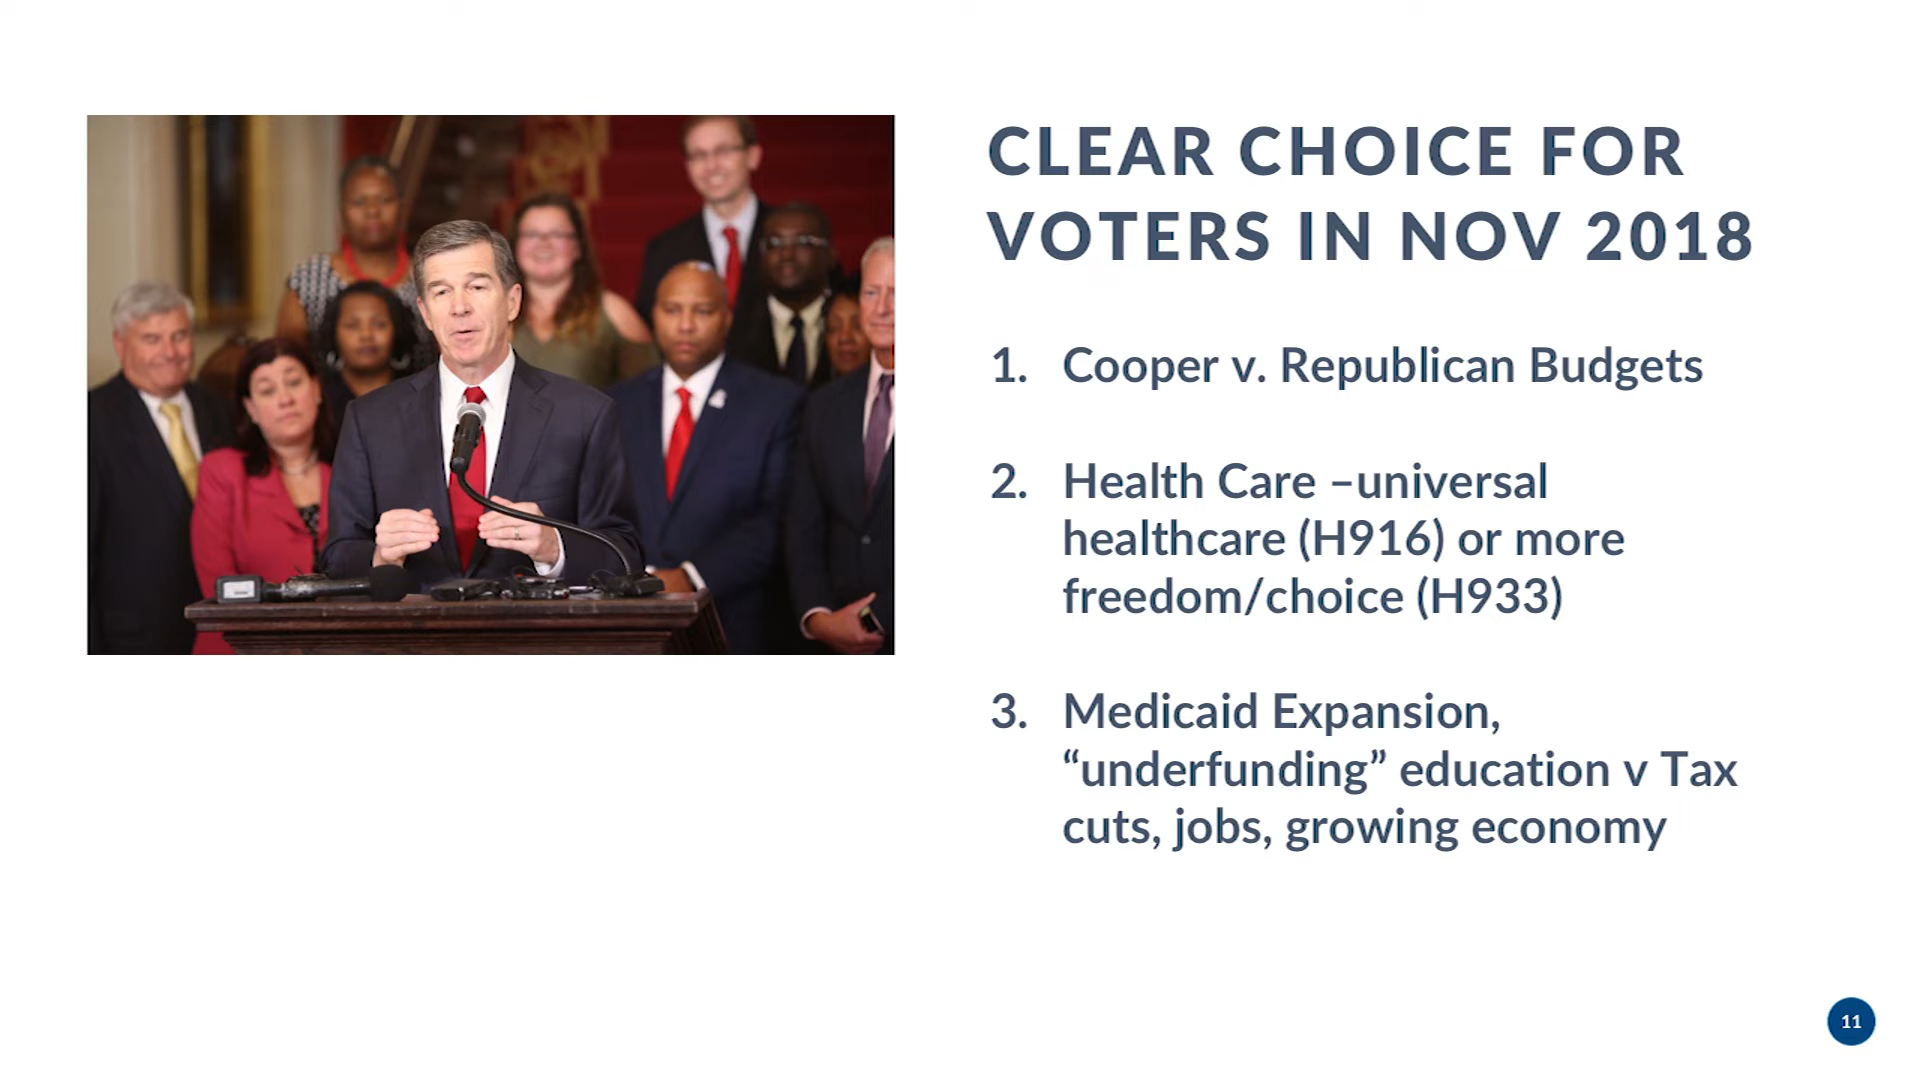 CLEAR CHOICE FOR
VOTERS IN NOV 2018
1. Cooper v. Republican Budgets
2. Health Care –universal
healthcare (H916) or more
freedom/choice (H933)
3. Medicaid Expansion,
“underfunding” education v Tax
cuts, jobs, growing economy
11